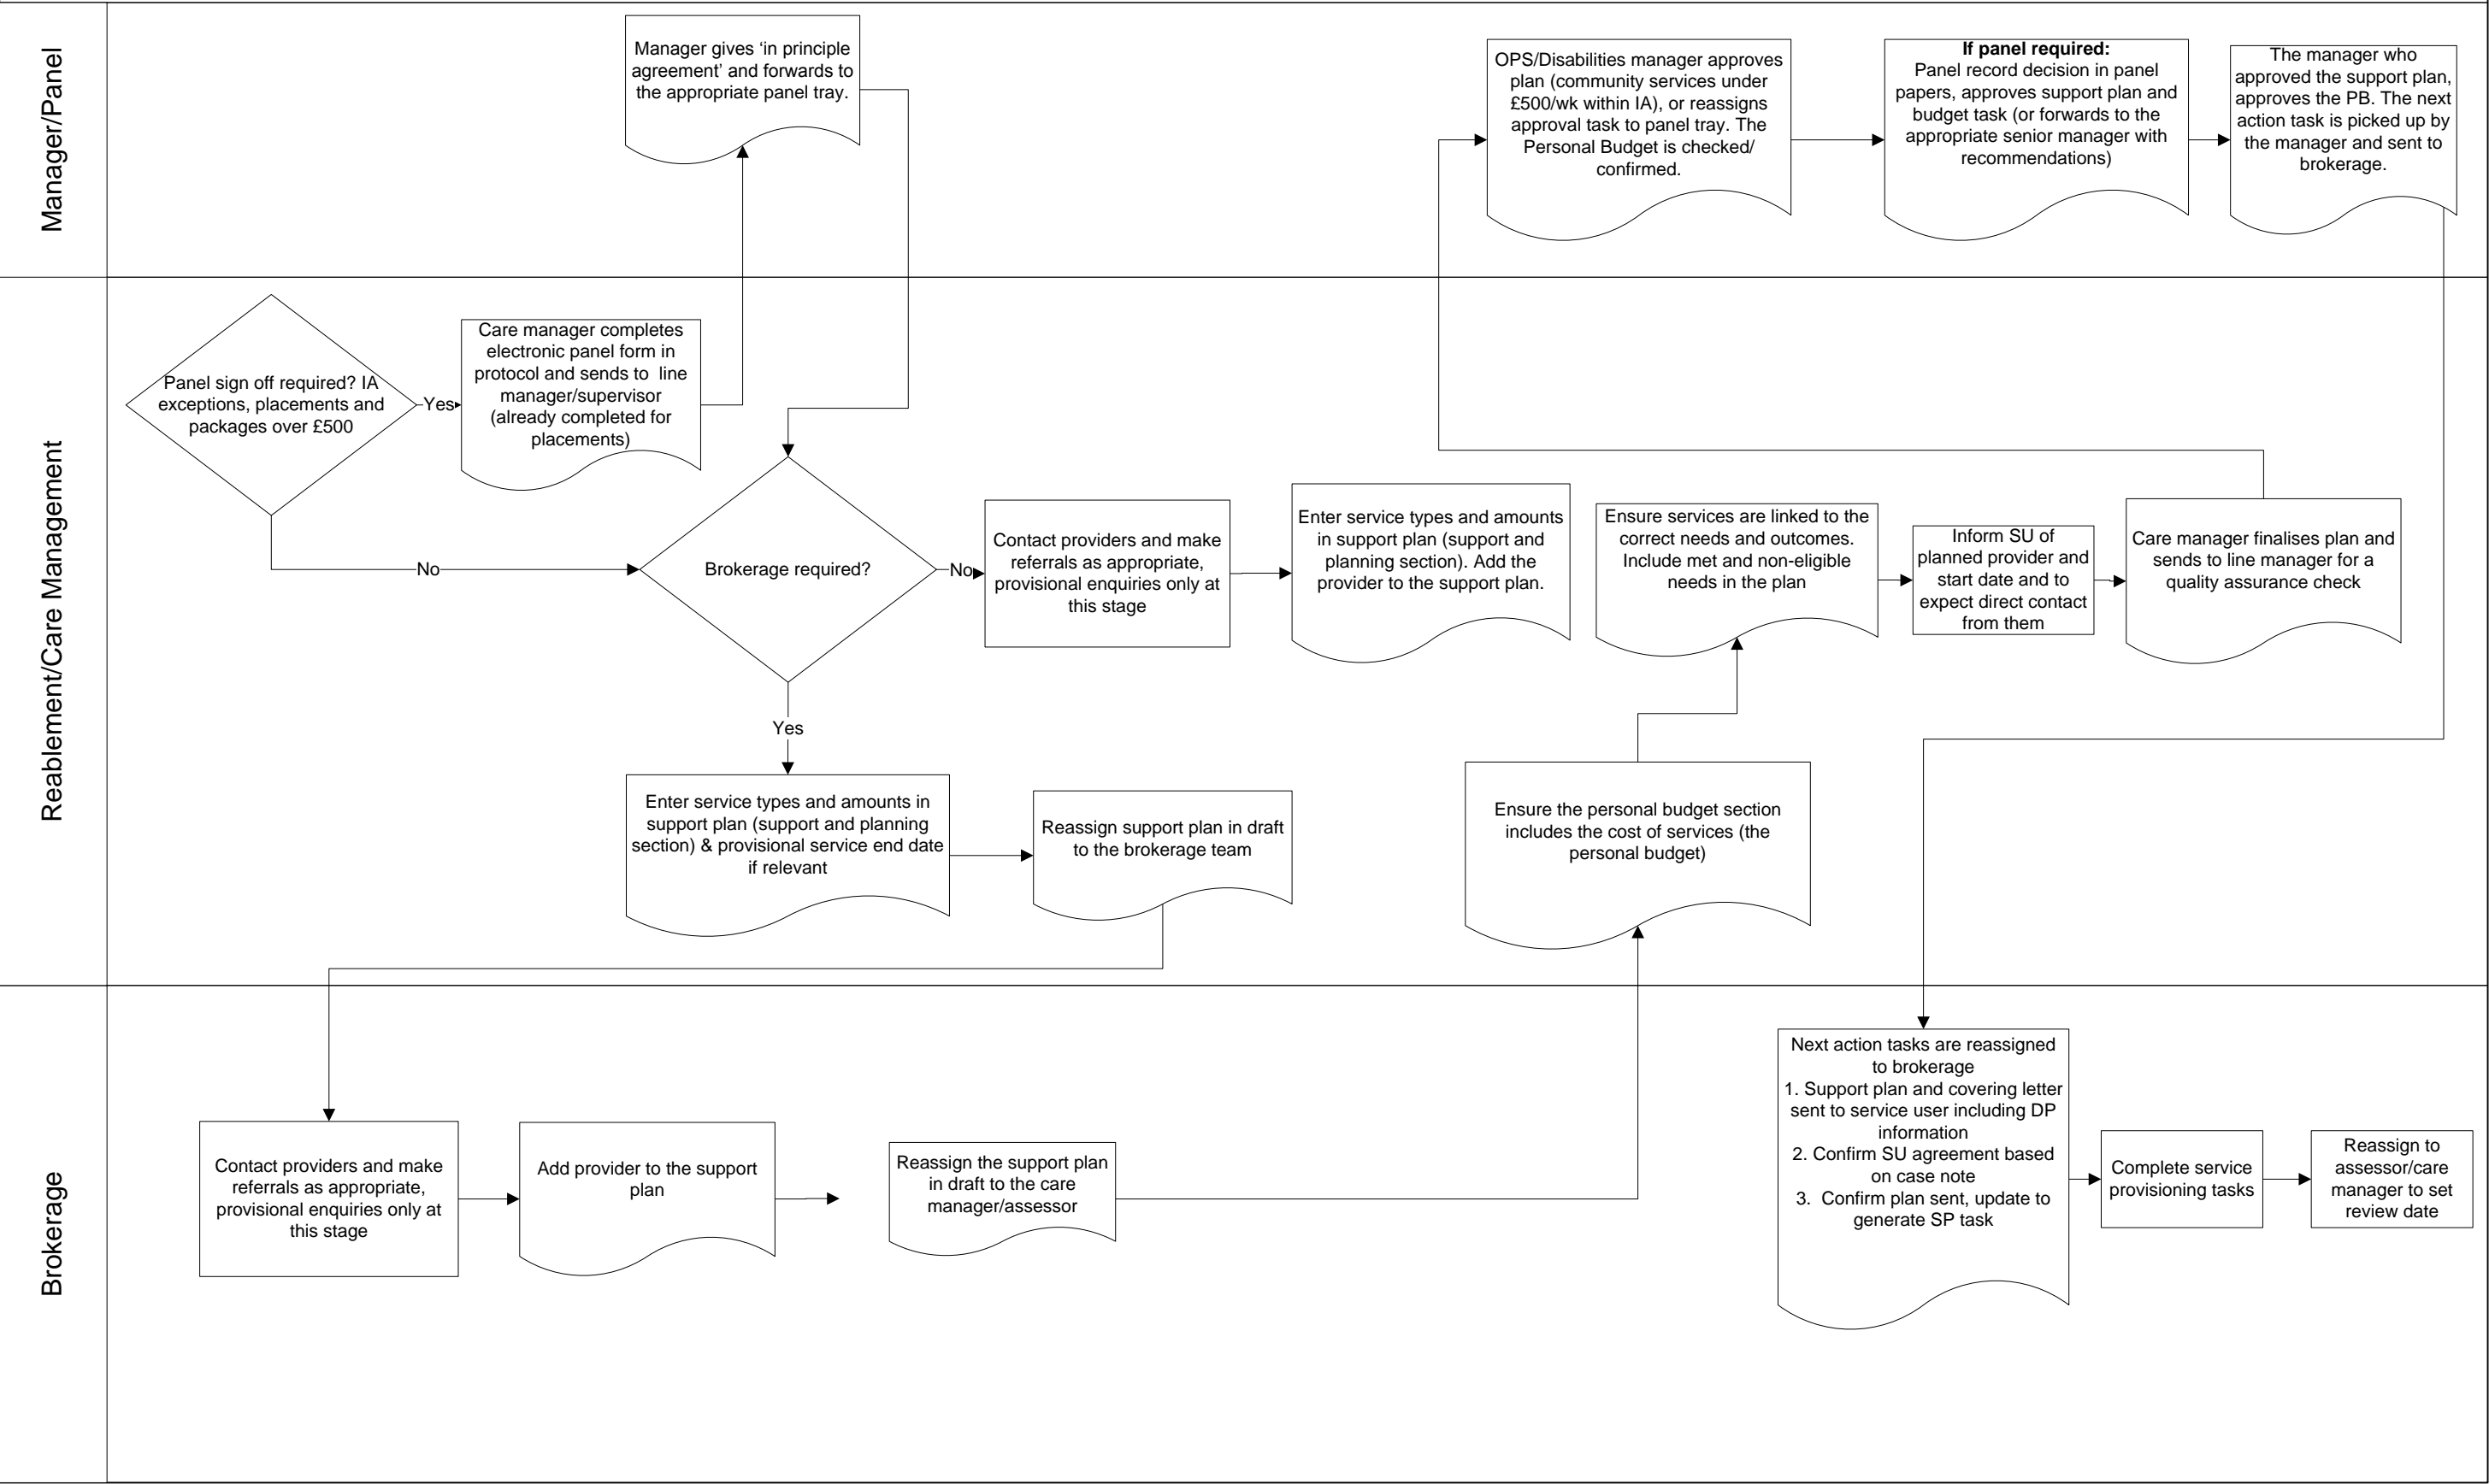 Manager/Panel
Manager gives ‘in principle
agreement’ and forwards to
the appropriate panel tray.
OPS/Disabilities manager approves
plan (community services under
£500/wk within IA), or reassigns
approval task to panel tray. The
Personal Budget is checked/
confirmed.
If panel required:
Panel record decision in panel
papers, approves support plan and
budget task (or forwards to the
appropriate senior manager with
recommendations)
The manager who
approved the support plan,
approves the PB. The next
action task is picked up by
the manager and sent to
brokerage.
Reablement/Care Management
Panel sign off required? IA
exceptions, placements and
packages over £500
Yes
Care manager completes
electronic panel form in
protocol and sends to line
manager/supervisor
(already completed for
placements)
No
Brokerage required?
No
Contact providers and make
referrals as appropriate,
provisional enquiries only at
this stage
Enter service types and amounts
in support plan (support and
planning section). Add the
provider to the support plan.
Ensure services are linked to the
correct needs and outcomes.
Include met and non-eligible
needs in the plan
Inform SU of
planned provider and
start date and to
expect direct contact
from them
Care manager finalises plan and
sends to line manager for a
quality assurance check
Yes
Enter service types and amounts in
support plan (support and planning
section) & provisional service end date
if relevant
Reassign support plan in draft
to the brokerage team
Ensure the personal budget section
includes the cost of services (the
personal budget)
Brokerage
Contact providers and make
referrals as appropriate,
provisional enquiries only at
this stage
Add provider to the support
plan
Reassign the support plan
in draft to the care
manager/assessor
Next action tasks are reassigned
to brokerage
1. Support plan and covering letter
sent to service user including DP
information
2. Confirm SU agreement based
on case note
3. Confirm plan sent, update to
generate SP task
Complete service
provisioning tasks
Reassign to
assessor/care
manager to set
review date